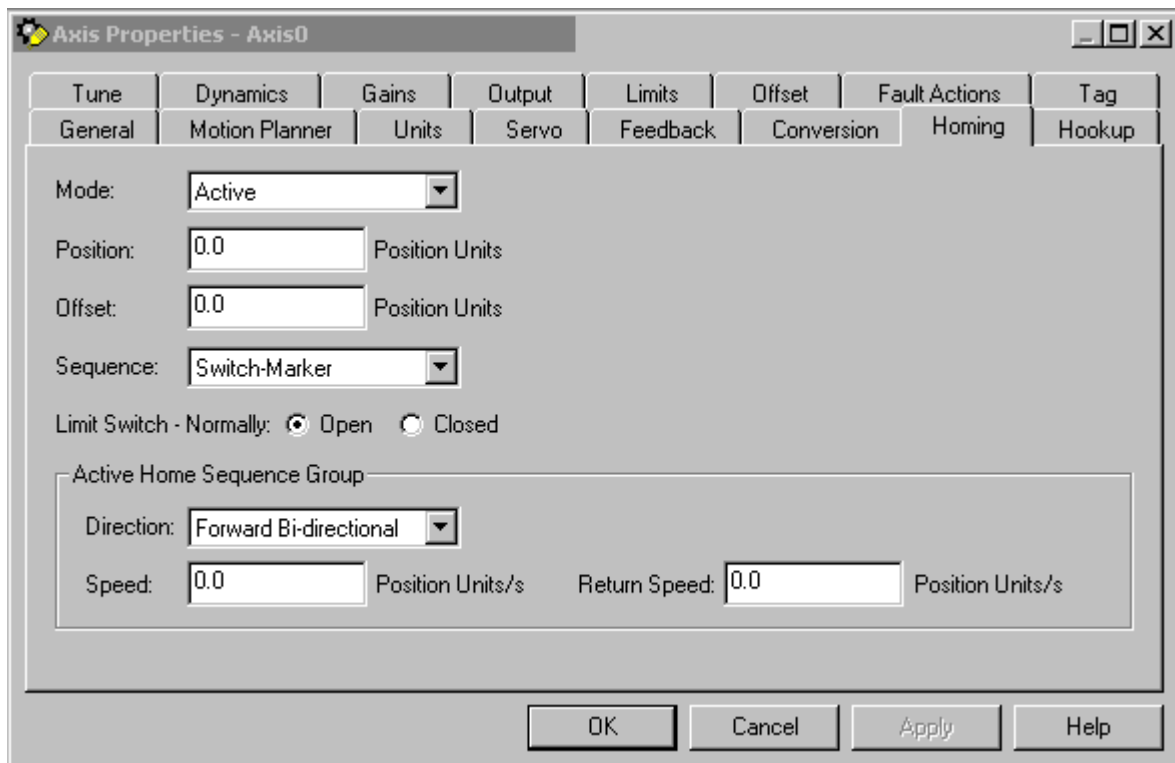 Axis Properties - Axis0
Tune Dynamics Gains Output Limits Offset Fault Actions Tag
General Motion Planner Units Servo Feedback Conversion Homing Hookup
Mode: Active
Position: 0.0 Position Units
Offset: 0.0 Position Units
Sequence: Switch-Marker
Limit Switch - Normally: Open Closed
Active Home Sequence Group
Direction: Forward Bi-directional
Speed: 0.0 Position Units/s Return Speed: 0.0 Position Units/s
OK Cancel Apply Help